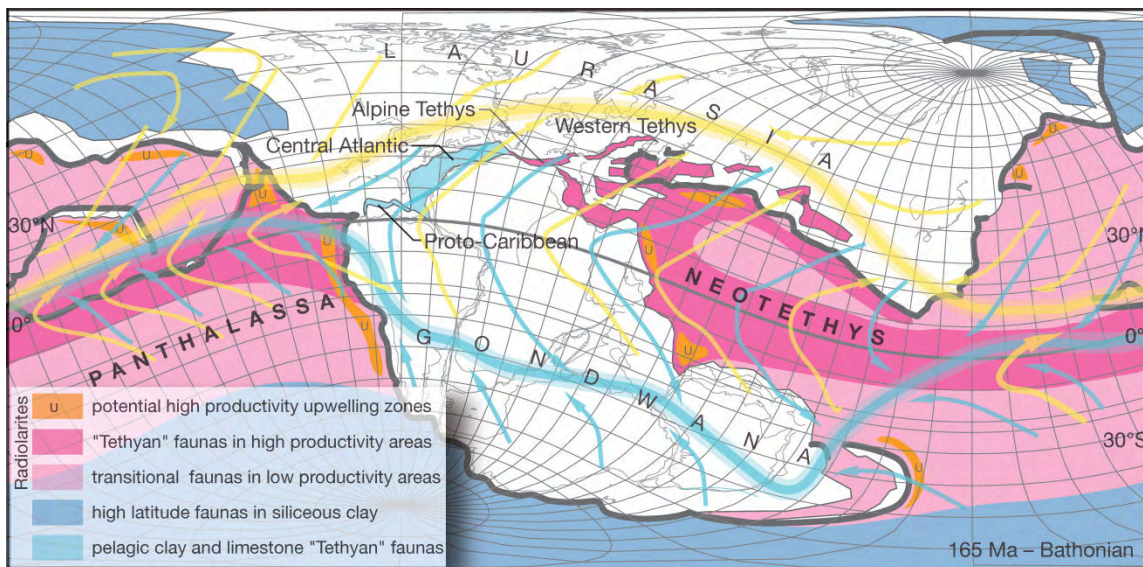 LAURASIA
Alpine Tethys
Western Tethys
Central Atlantic
Proto-Caribbean
30°N
30°N
0°
0°
30°S
PANTHALASSA
NEOTETHYS
GONDWANA
U
U
U
U
U
U
U
U
U
U
U
U
U
Radiolarites
U potential high productivity upwelling zones
"Tethyan" faunas in high productivity areas
transitional faunas in low productivity areas
high latitude faunas in siliceous clay
pelagic clay and limestone "Tethyan" faunas
165 Ma – Bathonian